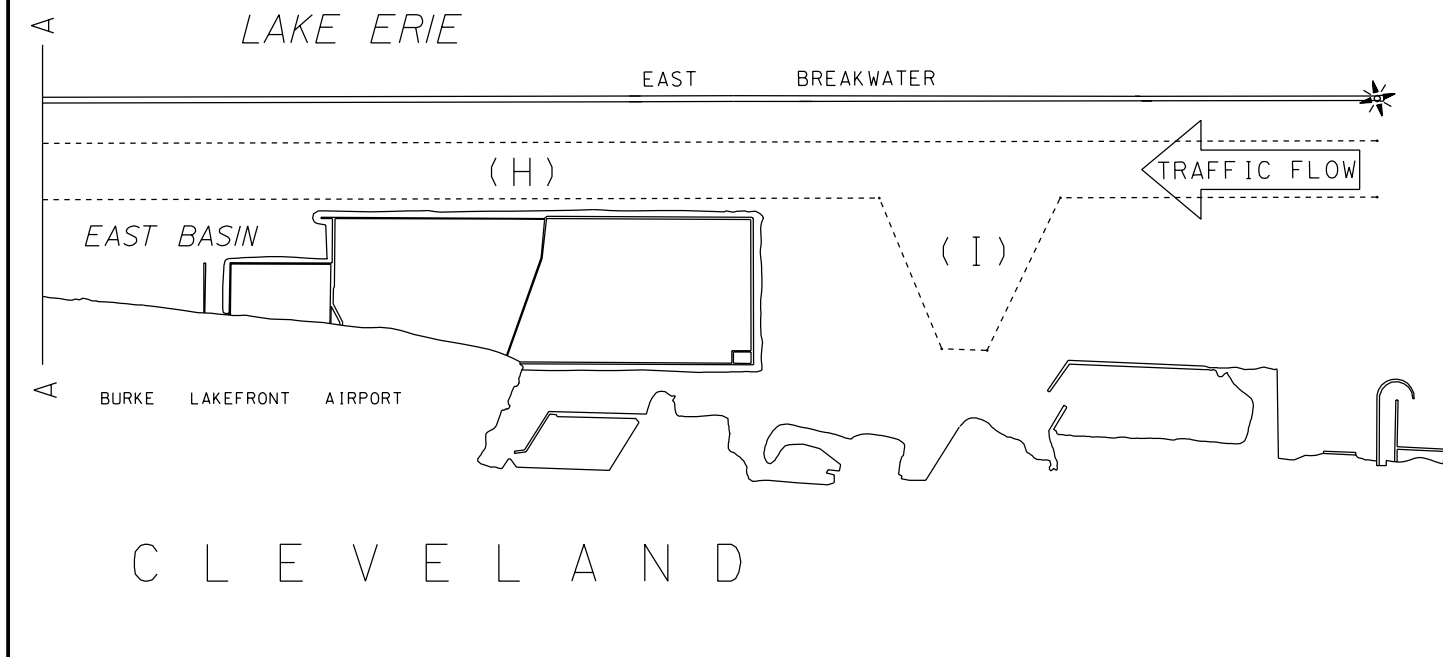 A
LAKE ERIE
EAST BREAKWATER
(H)
TRAFFIC FLOW
EAST BASIN
(I)
A
BURKE LAKEFRONT AIRPORT
CLEVELAND